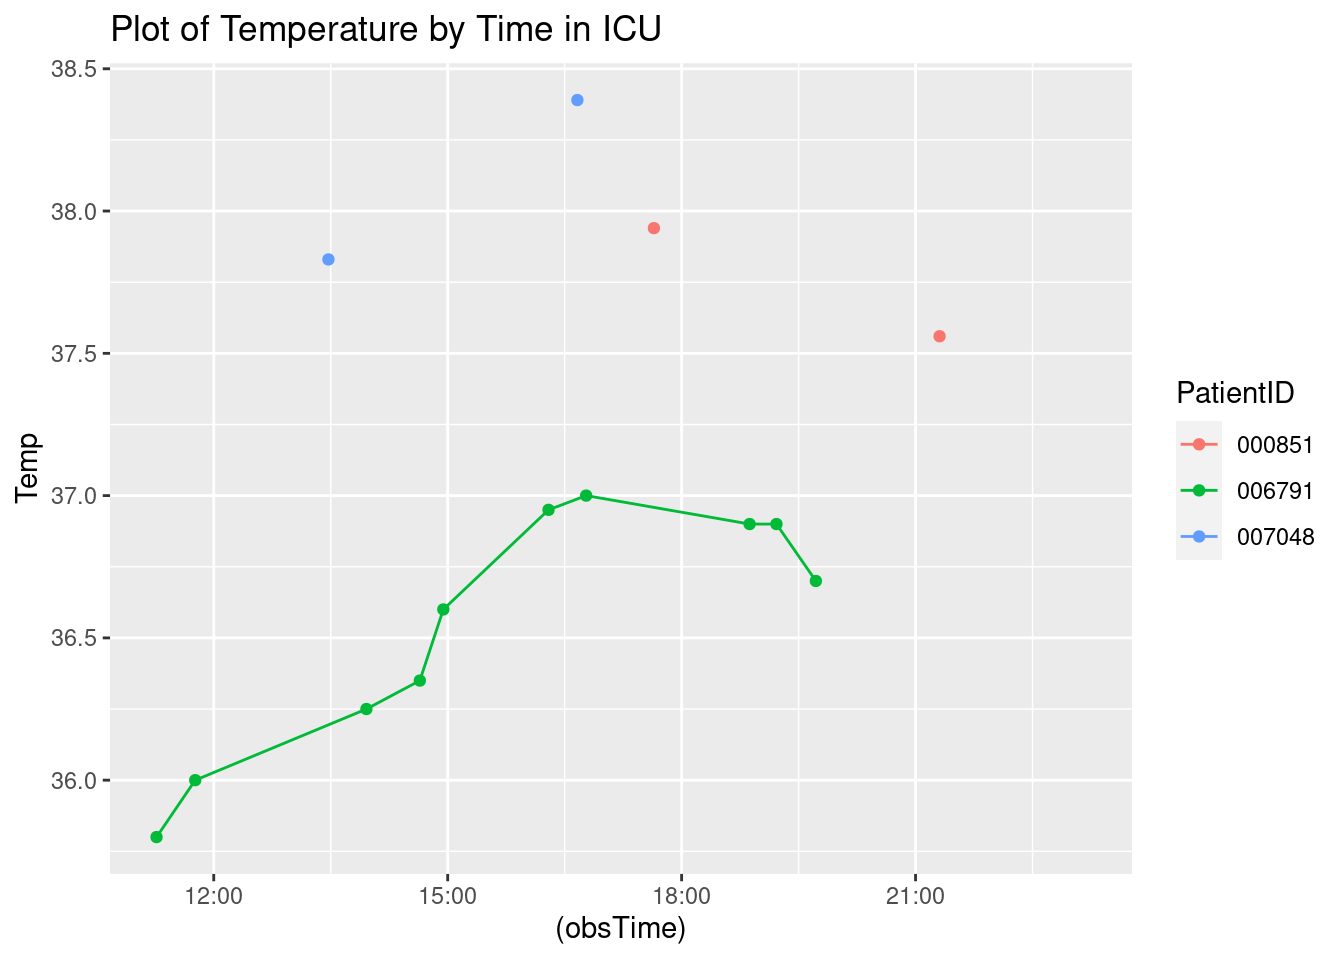 Plot of Temperature by Time in ICU
38.5
38.0
37.5
37.0
36.5
36.0
Temp
12:00 15:00 18:00 21:00
(obsTime)
PatientID
000851
006791
007048